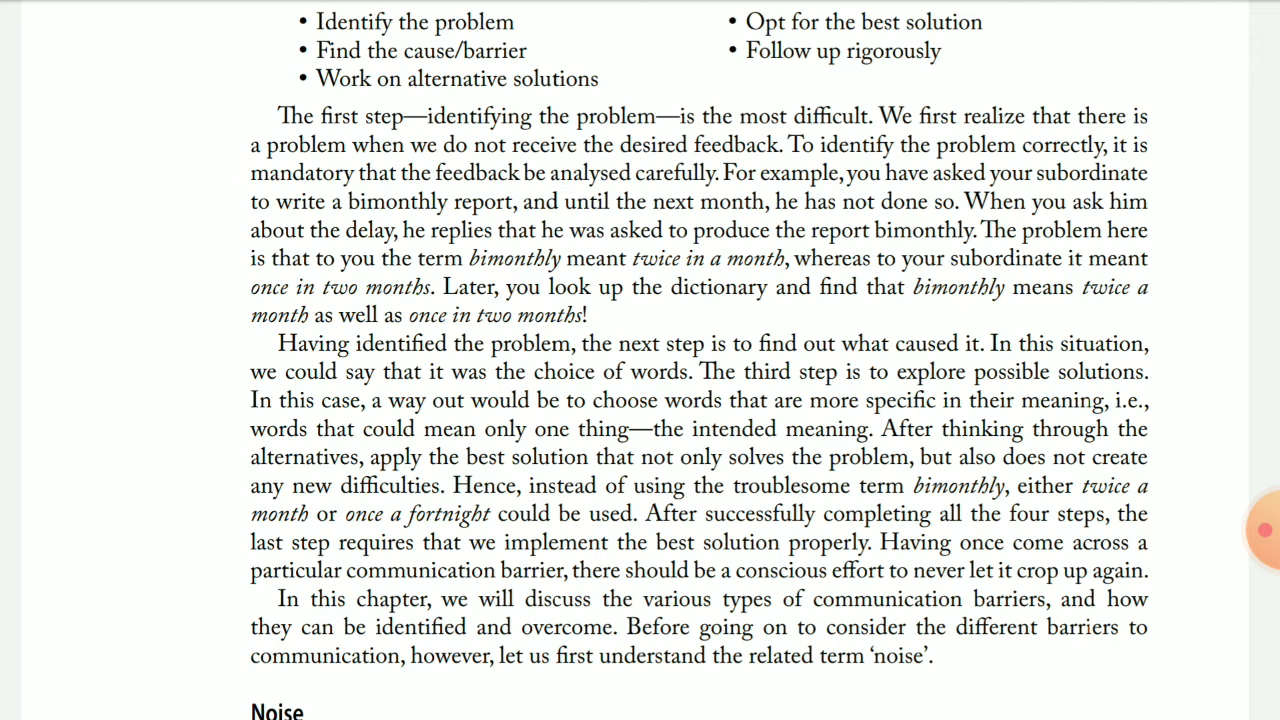 • Identify the problem
• Find the cause/barrier
• Work on alternative solutions
• Opt for the best solution
• Follow up rigorously
The first step—identifying the problem—is the most difficult. We first realize that there is
a problem when we do not receive the desired feedback. To identify the problem correctly, it is
mandatory that the feedback be analysed carefully. For example, you have asked your subordinate
to write a bimonthly report, and until the next month, he has not done so. When you ask him
about the delay, he replies that he was asked to produce the report bimonthly. The problem here
is that to you the term bimonthly meant twice in a month, whereas to your subordinate it meant
once in two months. Later, you look up the dictionary and find that bimonthly means twice a
month as well as once in two months!
Having identified the problem, the next step is to find out what caused it. In this situation,
we could say that it was the choice of words. The third step is to explore possible solutions.
In this case, a way out would be to choose words that are more specific in their meaning, i.e.,
words that could mean only one thing—the intended meaning. After thinking through the
alternatives, apply the best solution that not only solves the problem, but also does not create
any new difficulties. Hence, instead of using the troublesome term bimonthly, either twice a
month or once a fortnight could be used. After successfully completing all the four steps, the
last step requires that we implement the best solution properly. Having once come across a
particular communication barrier, there should be a conscious effort to never let it crop up again.
In this chapter, we will discuss the various types of communication barriers, and how
they can be identified and overcome. Before going on to consider the different barriers to
communication, however, let us first understand the related term ‘noise’.
Noise